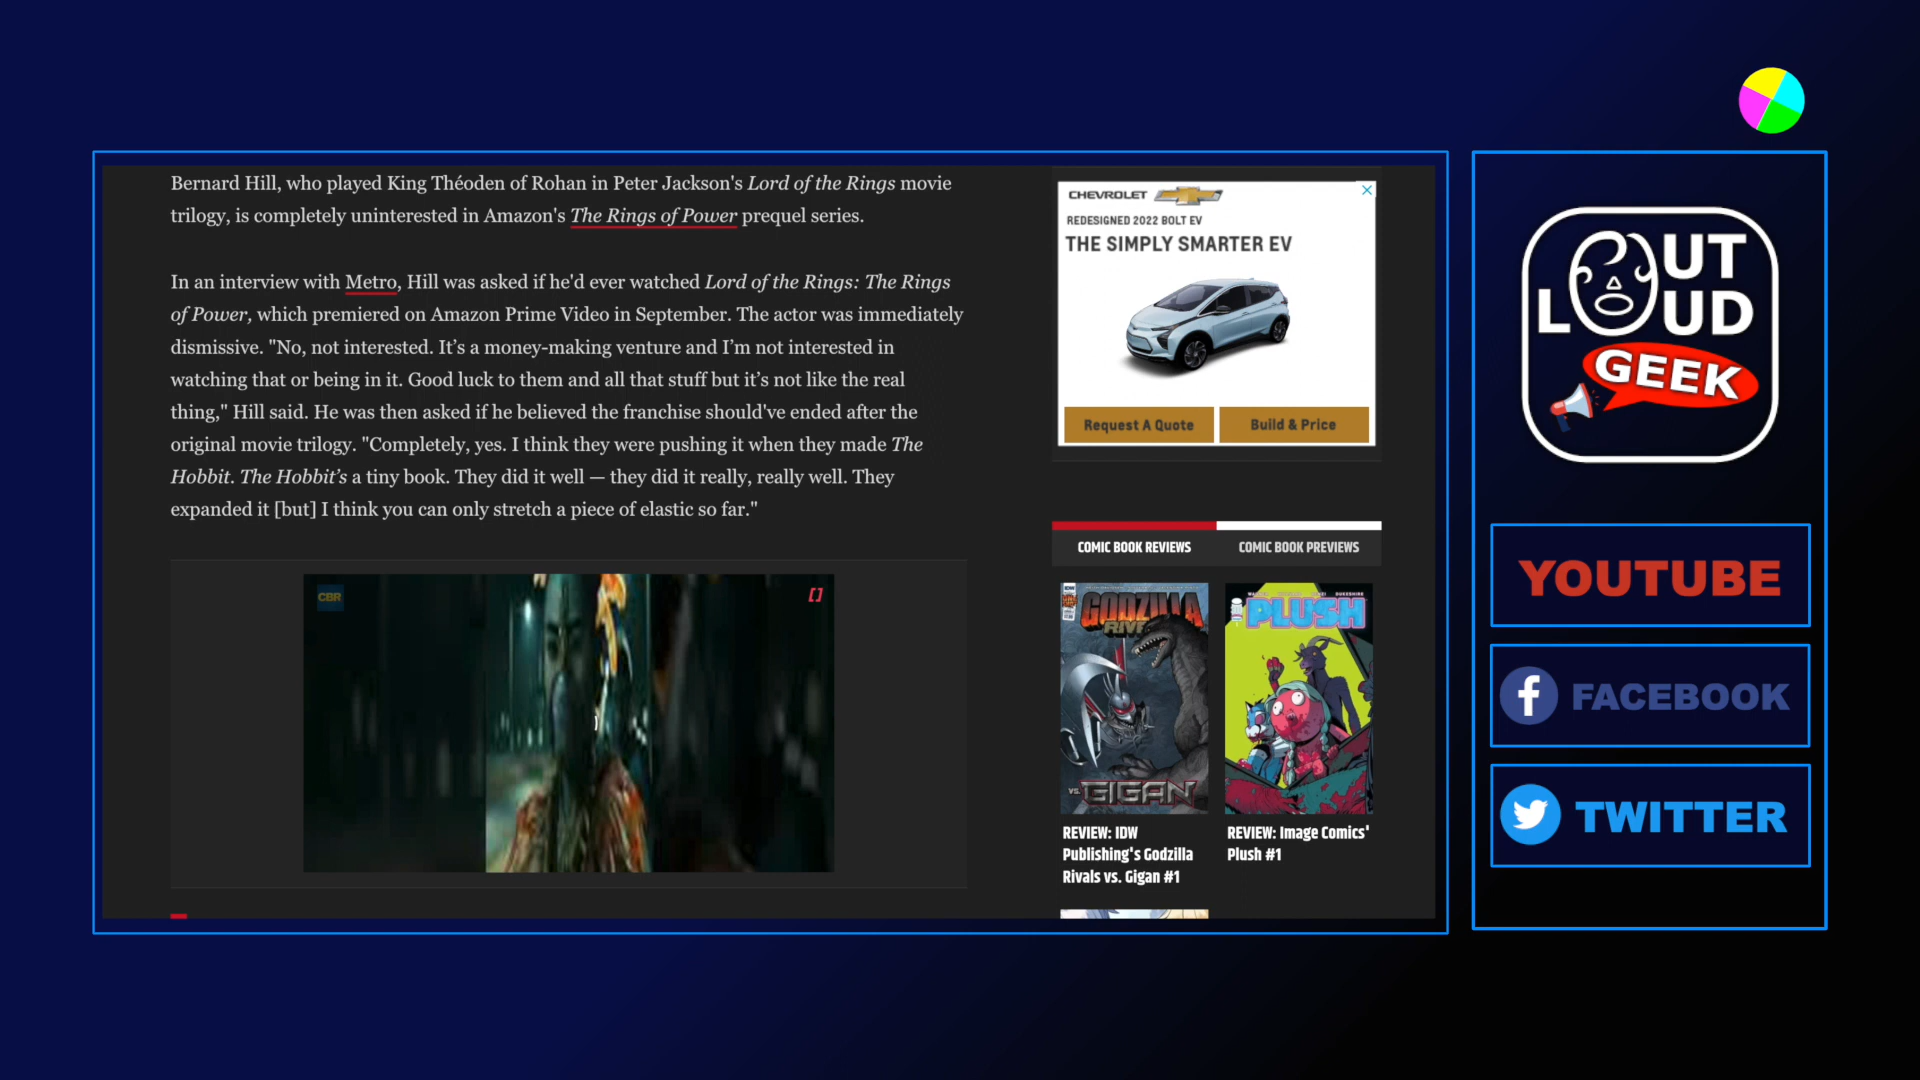 Bernard Hill, who played King Théoden of Rohan in Peter Jackson's Lord of the Rings movie
trilogy, is completely uninterested in Amazon's The Rings of Power prequel series.
In an interview with Metro, Hill was asked if he'd ever watched Lord of the Rings: The Rings
of Power, which premiered on Amazon Prime Video in September. The actor was immediately
dismissive. "No, not interested. It’s a money-making venture and I’m not interested in
watching that or being in it. Good luck to them and all that stuff but it’s not like the real
thing," Hill said. He was then asked if he believed the franchise should've ended after the
original movie trilogy. "Completely, yes. I think they were pushing it when they made The
Hobbit. The Hobbit’s a tiny book. They did it well — they did it really, really well. They
expanded it [but] I think you can only stretch a piece of elastic so far."
CBR
CHEVROLET
REDESIGNED 2022 BOLT EV
THE SIMPLY SMARTER EV
Request A Quote
Build & Price
COMIC BOOK REVIEWS
COMIC BOOK PREVIEWS
GODZILLA
VS. GIGAN
PLUSH
REVIEW: IDW
Publishing's Godzilla
Rivals vs. Gigan #1
REVIEW: Image Comics'
Plush #1
OUT
LOUD
GEEK
YOUTUBE
FACEBOOK
TWITTER